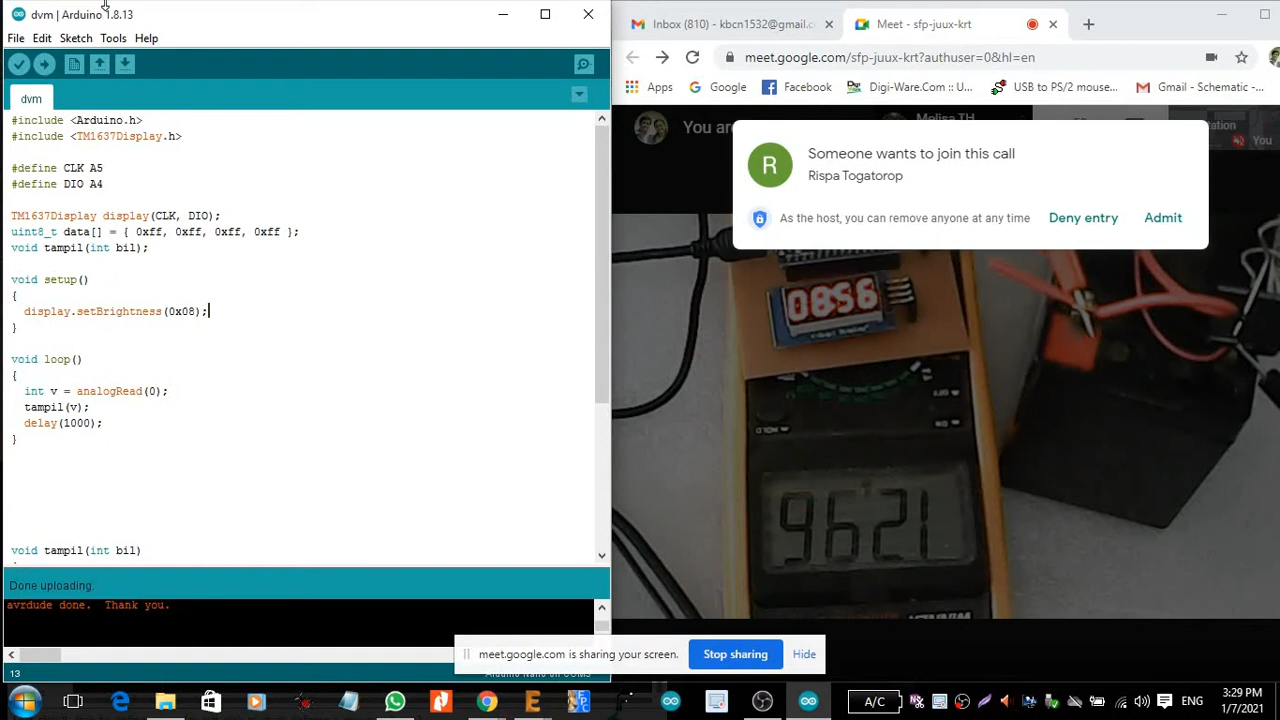 dvm | Arduino 1.8.13
File Edit Sketch Tools Help
dvm
#include <Arduino.h>
#include <TM1637Display.h>
#define CLK A5
#define DIO A4
TM1637Display display(CLK, DIO);
uint8_t data[] = { 0xff, 0xff, 0xff, 0xff };
void tampil(int bil);
void setup()
{
display.setBrightness(0x08);
}
void loop()
{
int v = analogRead(0);
tampil(v);
delay(1000);
}
void tampil(int bil)
Done uploading.
avrdude done. Thank you.
13
Inbox (810) - kbcn1532@gmail.co
Meet - sfp-juux-krt
meet.google.com/sfp-juux-krt?authuser=0&hl=en
Apps Google Facebook Digi-Ware.Com :: U... USB to PS/2 mouse... Gmail - Schematic -...
You are
Melisa TH
You
Someone wants to join this call
R
Rispa Togatorop
As the host, you can remove anyone at any time
Deny entry Admit
0856
9621
meet.google.com is sharing your screen. Stop sharing Hide
A/C
ENG
3:29 PM
1/7/2021